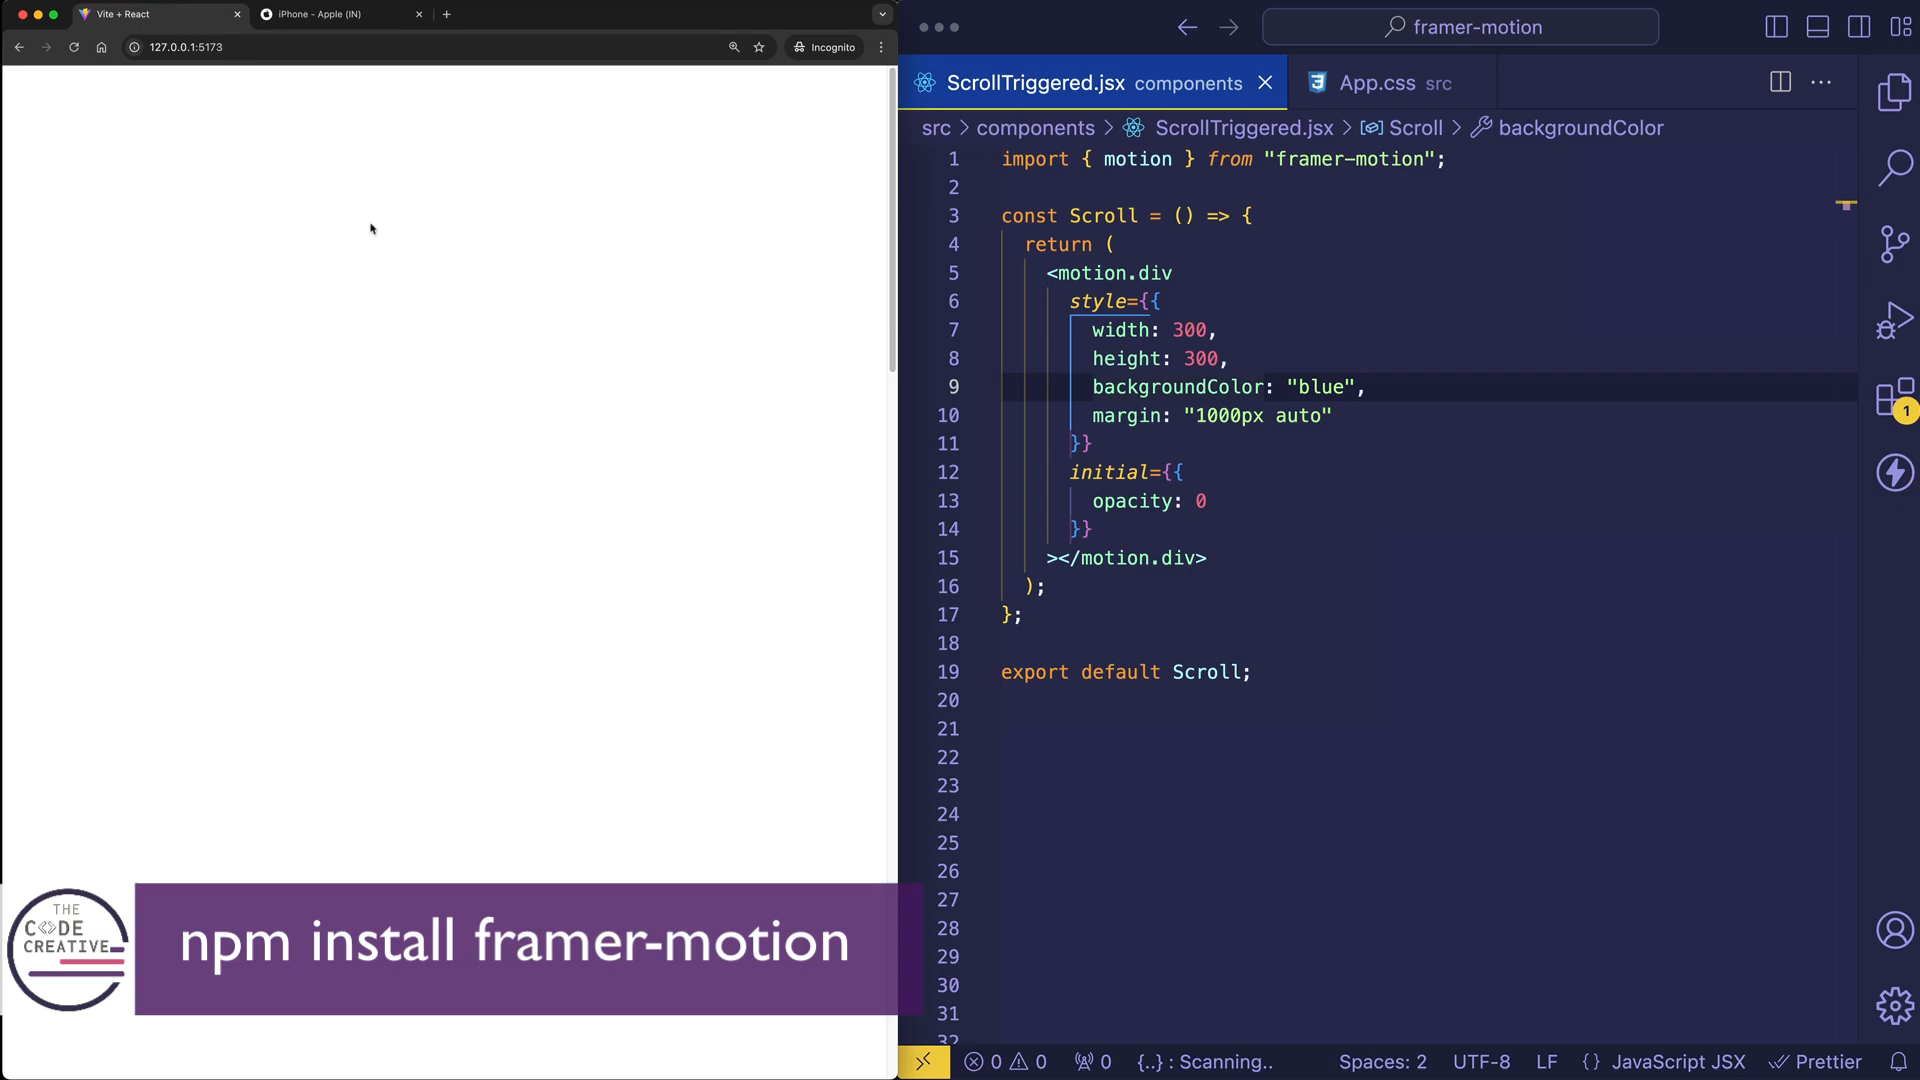 Vite + React
iPhone - Apple (IN)
127.0.0.1:5173
Incognito
framer-motion
ScrollTriggered.jsx components
App.css src
src > components > ScrollTriggered.jsx > Scroll > backgroundColor
1 import { motion } from "framer-motion";
2
3 const Scroll = () => {
4 return (
5 <motion.div
6 style={{
7 width: 300,
8 height: 300,
9 backgroundColor: "blue",
10 margin: "1000px auto"
11 }}
12 initial={{
13 opacity: 0
14 }}
15 ></motion.div>
16 );
17 };
18
19 export default Scroll;
20
21
22
23
24
25
26
27
28
29
30
31
32
1
THE
C<>DE
CREATIVE
npm install framer-motion
0 0 0 {..} : Scanning.. Spaces: 2 UTF-8 LF {} JavaScript JSX Prettier